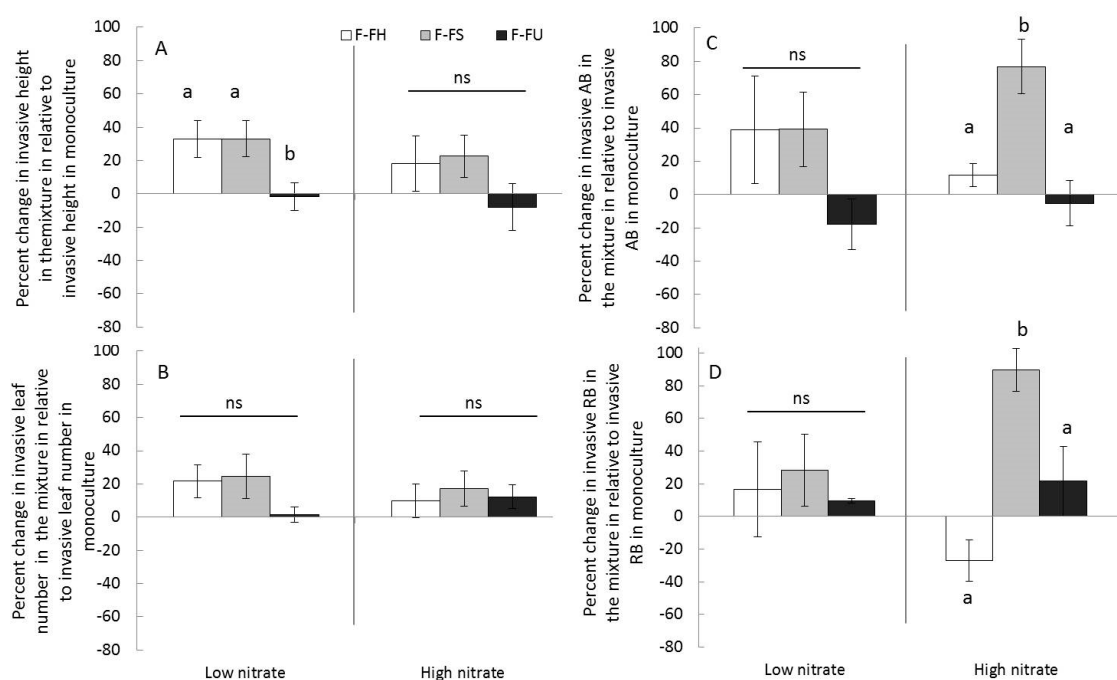 A
F-FH
F-FS
F-FU
Percent change in invasive height
in themixture in relative to
invasive height in monoculture
100
80
60
40
20
0
-20
-40
-60
-80
a
a
b
ns
B
Percent change in invasive leaf
number in the mixture in relative
to invasive leaf number in
monoculture
100
80
60
40
20
0
-20
-40
-60
-80
ns
ns
Low nitrate
High nitrate
C
Percent change in invasive AB in
the mixture in relative to invasive
AB in monoculture
100
80
60
40
20
0
-20
-40
-60
-80
ns
a
b
a
D
Percent change in invasive RB in
the mixture in relative to invasive
RB in monoculture
100
80
60
40
20
0
-20
-40
-60
-80
ns
a
b
a
Low nitrate
High nitrate